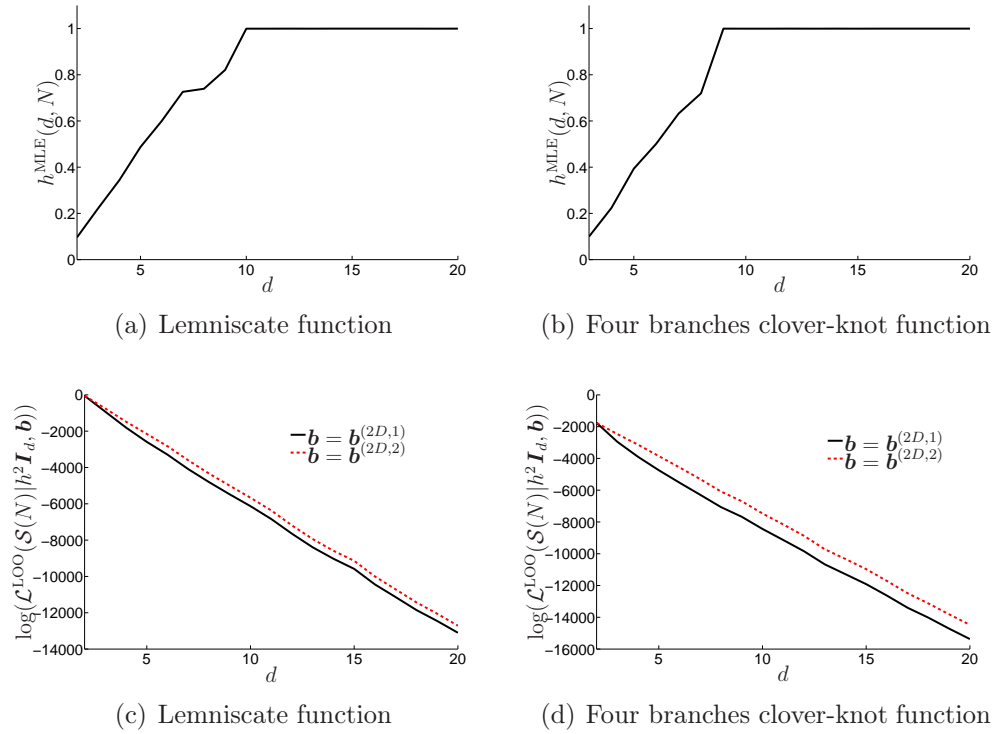 1
0.8
0.6
0.4
0.2
0
h^MLE(d, N)
5 10 15 20
d
(a) Lemniscate function
1
0.8
0.6
0.4
0.2
0
h^MLE(d, N)
5 10 15 20
d
(b) Four branches clover-knot function
0
−2000
−4000
−6000
−8000
−10000
−12000
−14000
log(ℒ^LOO(𝒮(N)|h²I_d, b))
b = b^(2D,1)
b = b^(2D,2)
5 10 15 20
d
(c) Lemniscate function
0
−2000
−4000
−6000
−8000
−10000
−12000
−14000
−16000
log(ℒ^LOO(𝒮(N)|h²I_d, b))
b = b^(2D,1)
b = b^(2D,2)
5 10 15 20
d
(d) Four branches clover-knot function